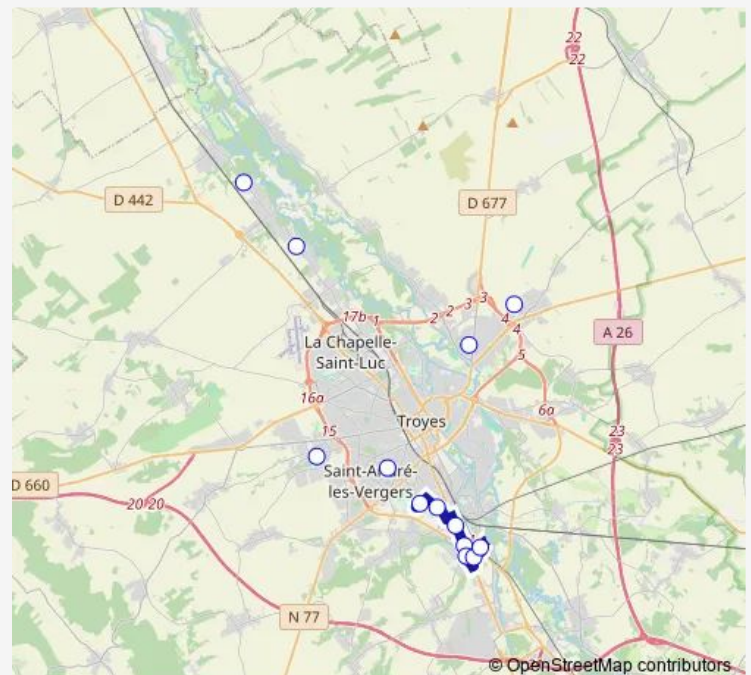 22
22
D 442
D 677
17b
1
2
2
3
3
4
4
5
La Chapelle-
Saint-Luc
A 26
16a
15
Troyes
6a
23
23
Saint-André-
les-Vergers
D 660
20 20
N 77
© OpenStreetMap contributors